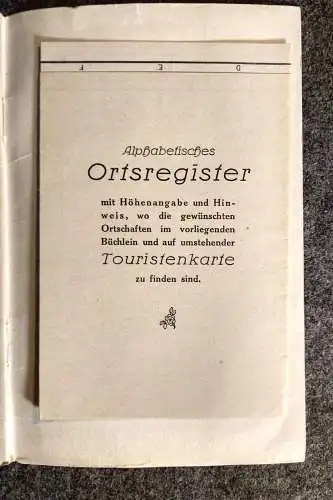 D E F
Alphabetisches
Ortsregister
mit Höhenangabe und Hin-
weis, wo die gewünschten
Ortschaften im vorliegenden
Büchlein und auf umstehender
Touristenkarte
zu finden sind.